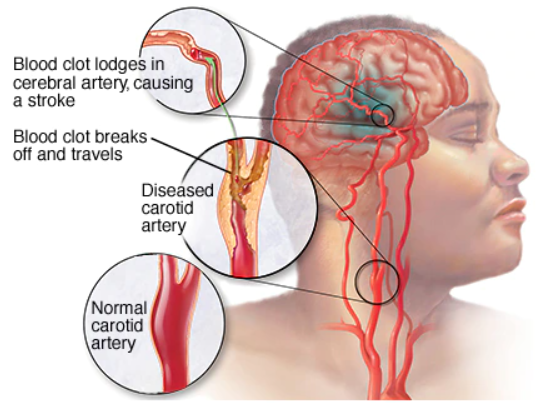 Blood clot lodges in
cerebral artery, causing
a stroke
Blood clot breaks
off and travels
Diseased
carotid
artery
Normal
carotid
artery